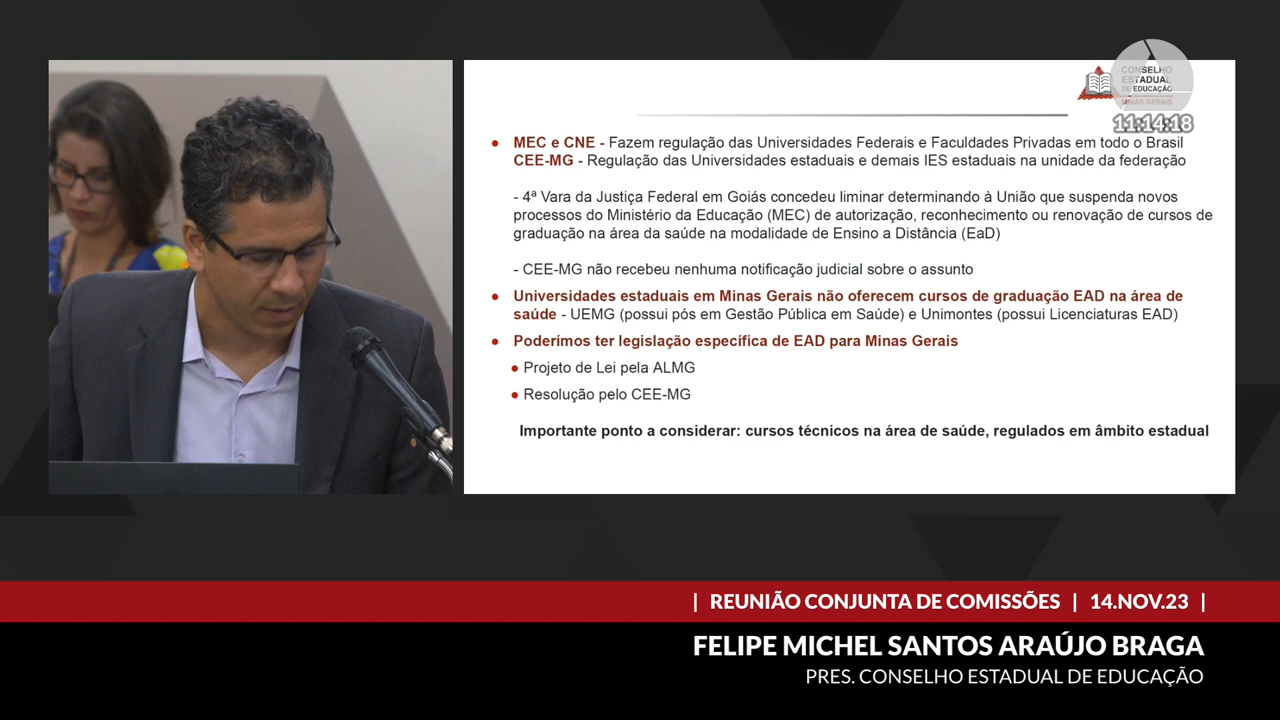 CONSELHO
ESTADUAL
DE EDUCAÇÃO
MINAS GERAIS
11:14:18
• MEC e CNE - Fazem regulação das Universidades Federais e Faculdades Privadas em todo o Brasil
CEE-MG - Regulação das Universidades estaduais e demais IES estaduais na unidade da federação
- 4ª Vara da Justiça Federal em Goiás concedeu liminar determinando à União que suspenda novos
processos do Ministério da Educação (MEC) de autorização, reconhecimento ou renovação de cursos de
graduação na área da saúde na modalidade de Ensino a Distância (EaD)
- CEE-MG não recebeu nenhuma notificação judicial sobre o assunto
• Universidades estaduais em Minas Gerais não oferecem cursos de graduação EAD na área de
saúde - UEMG (possui pós em Gestão Pública em Saúde) e Unimontes (possui Licenciaturas EAD)
• Poderímos ter legislação específica de EAD para Minas Gerais
• Projeto de Lei pela ALMG
• Resolução pelo CEE-MG
Importante ponto a considerar: cursos técnicos na área de saúde, regulados em âmbito estadual
| REUNIÃO CONJUNTA DE COMISSÕES | 14.NOV.23 |
FELIPE MICHEL SANTOS ARAÚJO BRAGA
PRES. CONSELHO ESTADUAL DE EDUCAÇÃO